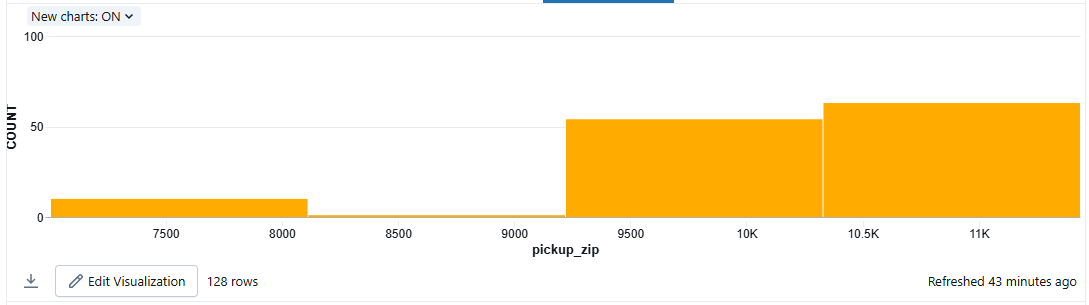 New charts: ON
100
50
0
COUNT
7500 8000 8500 9000 9500 10K 10.5K 11K
pickup_zip
Edit Visualization 128 rows Refreshed 43 minutes ago